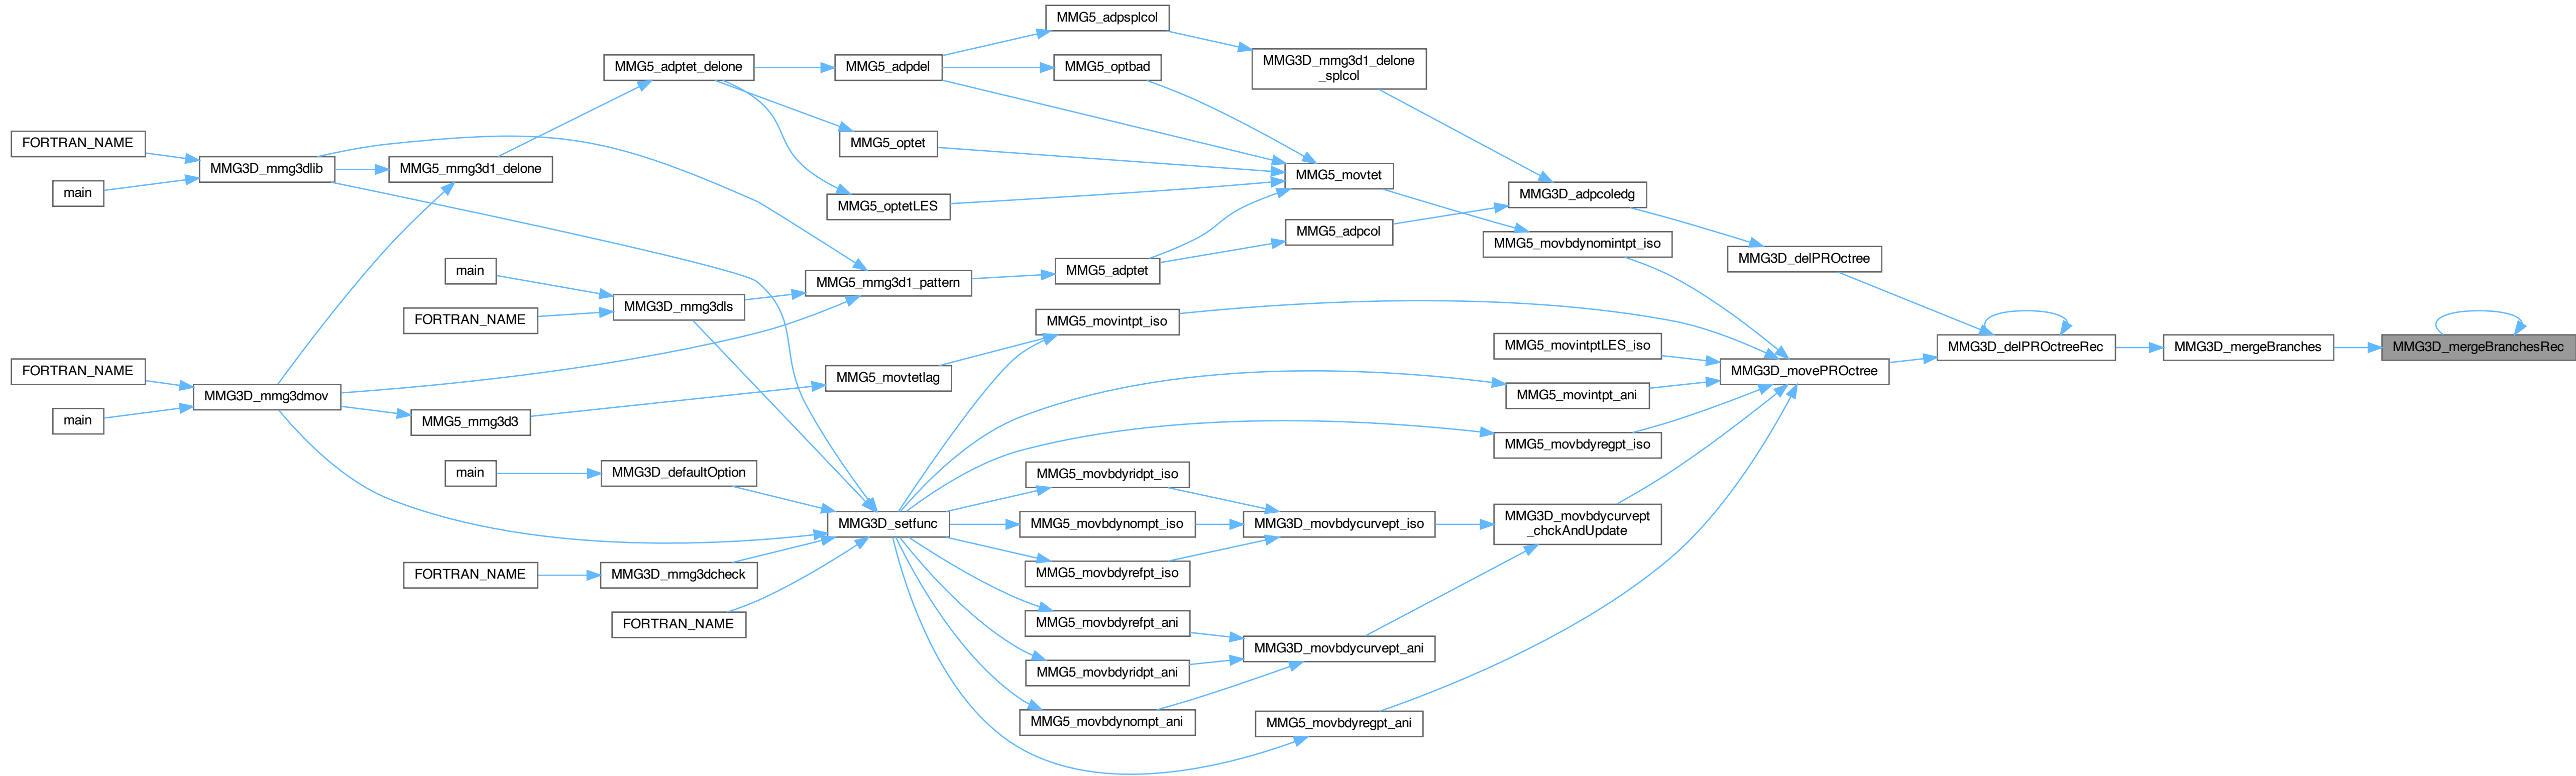 MMG5_adpsplcol
MMG5_adptet_delone
MMG5_adpdel
MMG5_optbad
MMG3D_mmg3d1_delone
_splcol
FORTRAN_NAME
MMG5_optet
MMG3D_mmg3dlib
MMG5_mmg3d1_delone
MMG5_movtet
main
MMG3D_adpcoledg
MMG5_optetLES
MMG5_adpcol
MMG5_movbdynomintpt_iso
MMG3D_delPROctree
main
MMG5_adptet
MMG5_mmg3d1_pattern
MMG3D_mmg3dls
FORTRAN_NAME
MMG5_movintpt_iso
MMG5_movintptLES_iso
MMG3D_delPROctreeRec
MMG3D_mergeBranches
MMG3D_mergeBranchesRec
FORTRAN_NAME
MMG5_movtetlag
MMG3D_movePROctree
MMG3D_mmg3dmov
MMG5_movintpt_ani
main
MMG5_mmg3d3
MMG5_movbdyregpt_iso
main
MMG3D_defaultOption
MMG5_movbdyridpt_iso
MMG3D_setfunc
MMG5_movbdynompt_iso
MMG3D_movbdycurvept_iso
MMG3D_movbdycurvept
_chckAndUpdate
FORTRAN_NAME
MMG3D_mmg3dcheck
MMG5_movbdyrefpt_iso
FORTRAN_NAME
MMG5_movbdyrefpt_ani
MMG3D_movbdycurvept_ani
MMG5_movbdyridpt_ani
MMG5_movbdynompt_ani
MMG5_movbdyregpt_ani